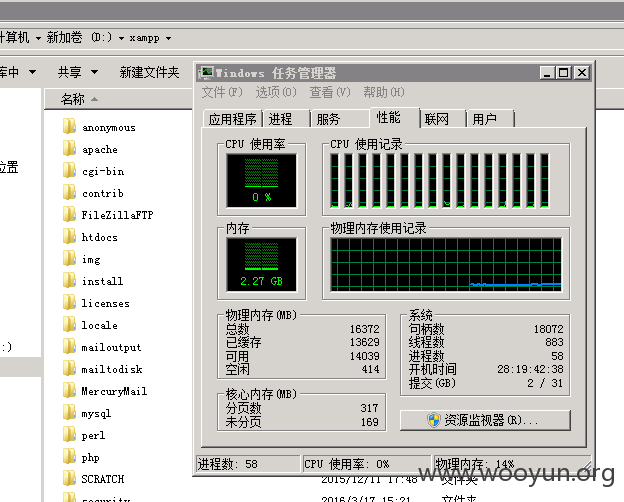 计算机 ▸ 新加卷 (D:) ▸ xampp ▸
库中 共享 新建文件夹
名称
位置
:)
anonymous
apache
cgi-bin
contrib
FileZillaFTP
htdocs
img
install
licenses
locale
mailoutput
mailtodisk
MercuryMail
mysql
perl
php
SCRATCH 2015/12/11 17:48 文件夹
security 2016/3/17 15:21 文件夹
Windows 任务管理器
文件(F) 选项(O) 查看(V) 帮助(H)
应用程序 进程 服务 性能 联网 用户
CPU 使用率
0 %
CPU 使用记录
内存
2.27 GB
物理内存使用记录
物理内存(MB)
总数 16372
已缓存 13629
可用 14039
空闲 414
核心内存(MB)
分页数 317
未分页 169
系统
句柄数 18072
线程数 883
进程数 58
开机时间 28:19:42:38
提交(GB) 2 / 31
资源监视器(R)...
进程数: 58 CPU 使用率: 0% 物理内存: 14%
www.wooyun.org